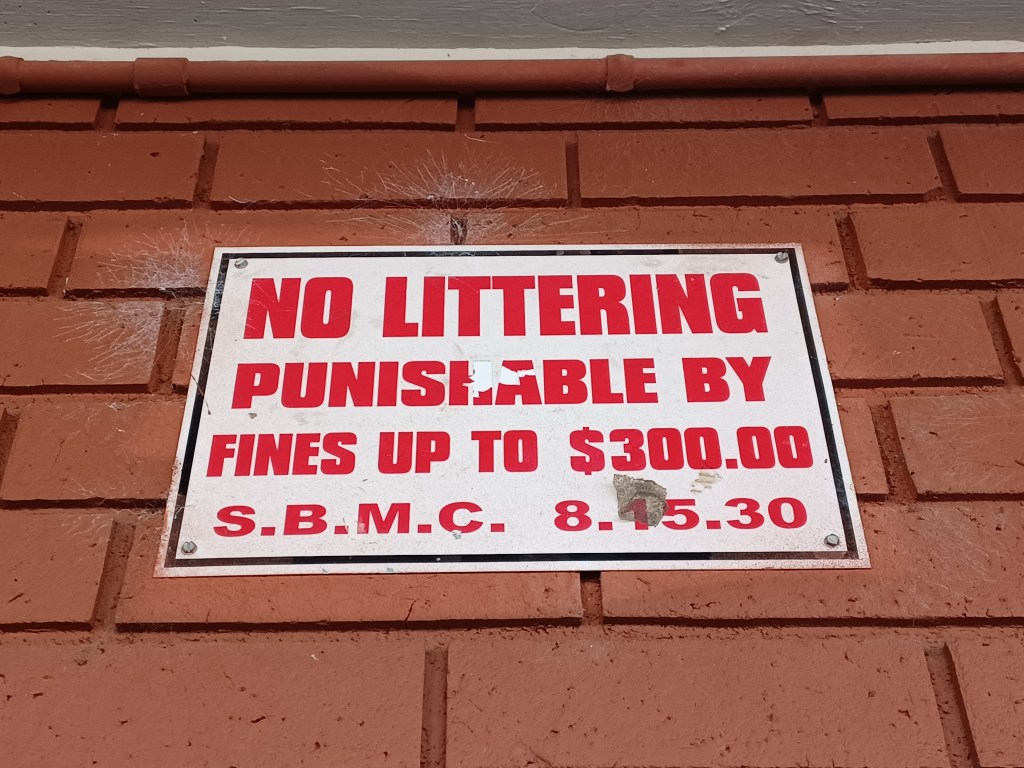 NO LITTERING
PUNISHABLE BY
FINES UP TO $300.00
S.B.M.C. 8.15.30